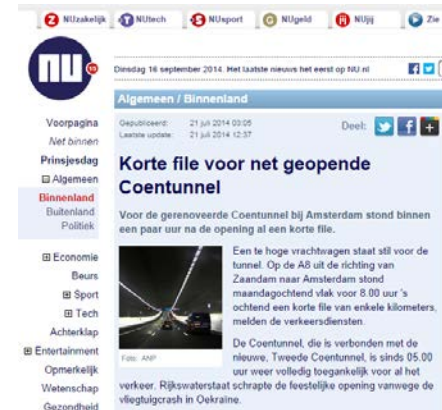 NUzakelijk NUtech NUsport NUgeld NUjij Zie
NU
Dinsdag 16 september 2014 Het laatste nieuws het eerst op NU.nl
Algemeen / Binnenland
Voorpagina
Net binnen
Prinsjesdag
Algemeen
Binnenland
Buitenland
Politiek
Economie
Beurs
Sport
Tech
Achterklap
Entertainment
Opmerkelijk
Wetenschap
Gezondheid
Gepubliceerd: 21 juli 2014 03:05
Laatste update: 21 juli 2014 12:37
Deel:
Korte file voor net geopende
Coentunnel
Voor de gerenoveerde Coentunnel bij Amsterdam stond binnen
een paar uur na de opening al een korte file.
Een te hoge vrachtwagen staat stil voor de
tunnel. Op de A8 uit de richting van
Zaandam naar Amsterdam stond
maandagochtend vlak voor 8.00 uur 's
ochtend een korte file van enkele kilometers,
melden de verkeersdiensten.
Foto: ANP
De Coentunnel, die is verbonden met de
nieuwe, Tweede Coentunnel, is sinds 05.00
uur weer volledig toegankelijk voor al het
verkeer. Rijkswaterstaat schrapte de feestelijke opening vanwege de
vliegtuigcrash in Oekraïne.